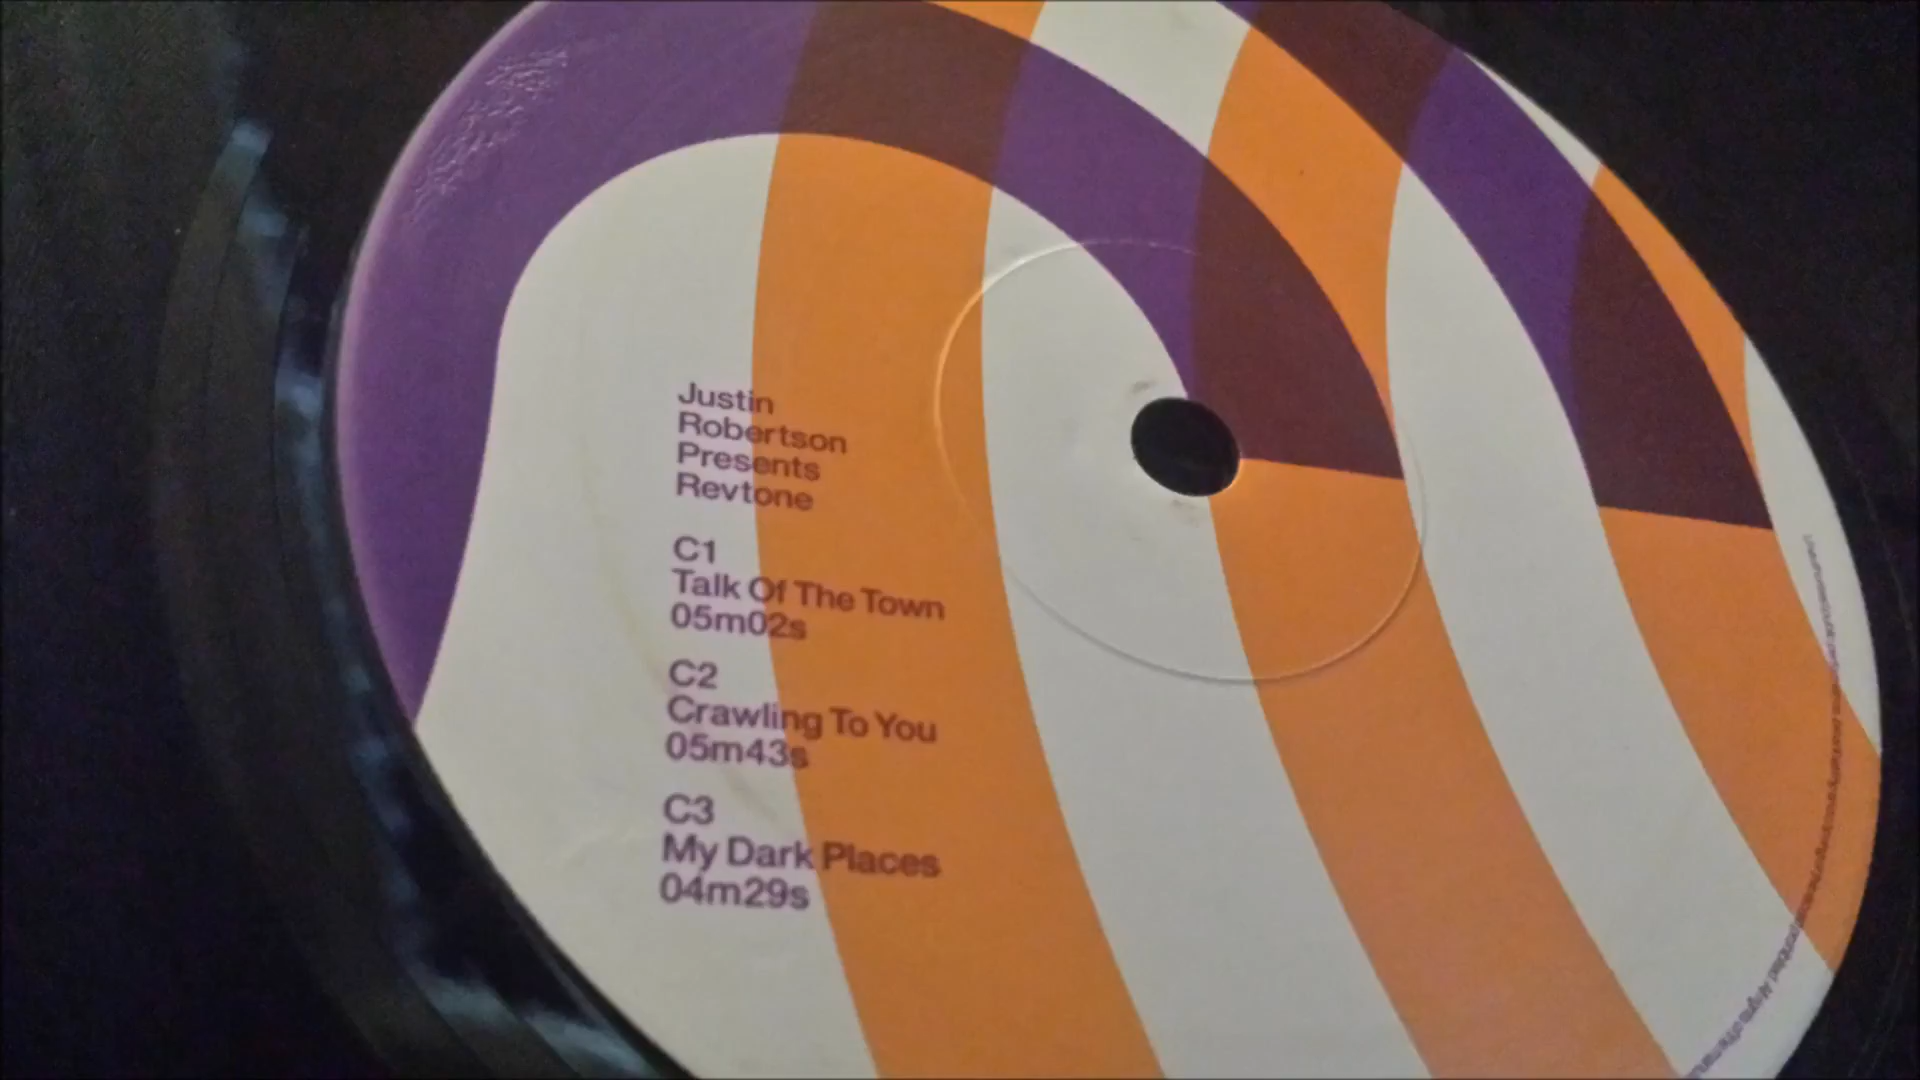 Justin
Robertson
Presents
Revtone
C1
Talk Of The Town
05m02s
C2
Crawling To You
05m43s
C3
My Dark Places
04m29s